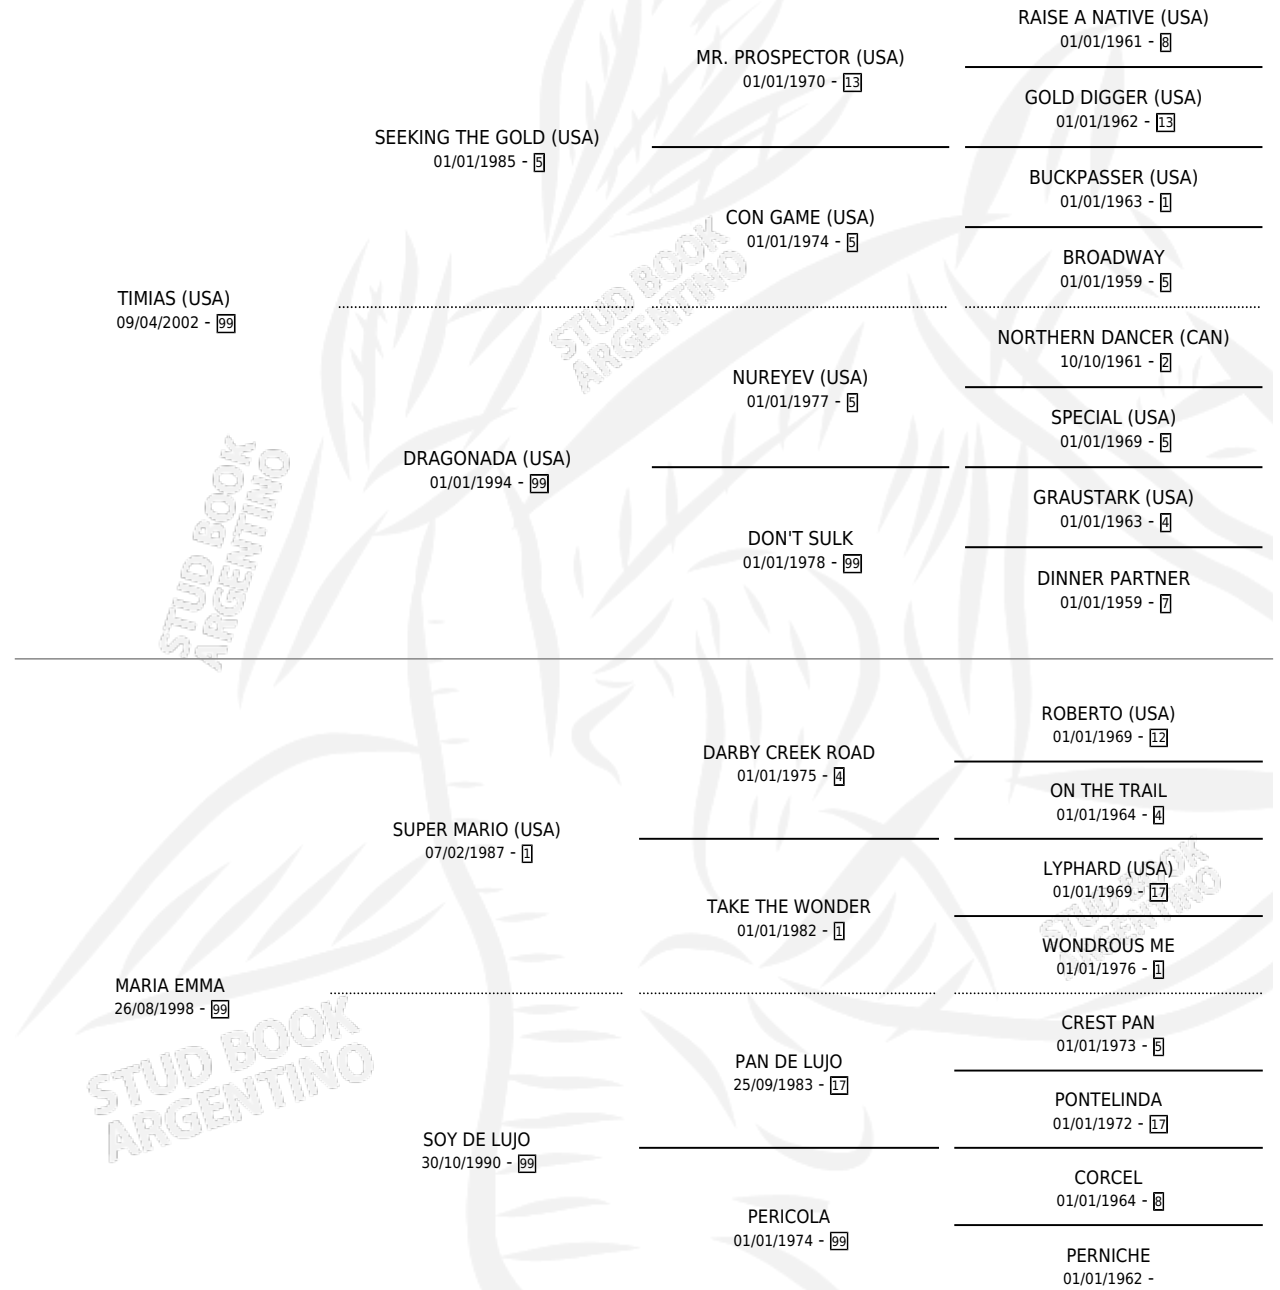 RAISE A NATIVE (USA)
01/01/1961 - 8
MR. PROSPECTOR (USA)
01/01/1970 - 13
GOLD DIGGER (USA)
01/01/1962 - 13
SEEKING THE GOLD (USA)
01/01/1985 - 5
BUCKPASSER (USA)
01/01/1963 - 1
CON GAME (USA)
01/01/1974 - 5
BROADWAY
01/01/1959 - 5
TIMIAS (USA)
09/04/2002 - 99
NORTHERN DANCER (CAN)
10/10/1961 - 2
NUREYEV (USA)
01/01/1977 - 5
SPECIAL (USA)
01/01/1969 - 5
DRAGONADA (USA)
01/01/1994 - 99
GRAUSTARK (USA)
01/01/1963 - 4
DON'T SULK
01/01/1978 - 99
DINNER PARTNER
01/01/1959 - 7
ROBERTO (USA)
01/01/1969 - 12
DARBY CREEK ROAD
01/01/1975 - 4
ON THE TRAIL
01/01/1964 - 4
SUPER MARIO (USA)
07/02/1987 - 1
LYPHARD (USA)
01/01/1969 - 17
TAKE THE WONDER
01/01/1982 - 1
WONDROUS ME
01/01/1976 - 1
MARIA EMMA
26/08/1998 - 99
CREST PAN
01/01/1973 - 5
PAN DE LUJO
25/09/1983 - 17
PONTELINDA
01/01/1972 - 17
SOY DE LUJO
30/10/1990 - 99
CORCEL
01/01/1964 - 8
PERICOLA
01/01/1974 - 99
PERNICHE
01/01/1962 -
STUD BOOK
ARGENTINO
STUD BOOK
ARGENTINO
STUD BOOK
ARGENTINO
STUD BOOK
ARGENTINO